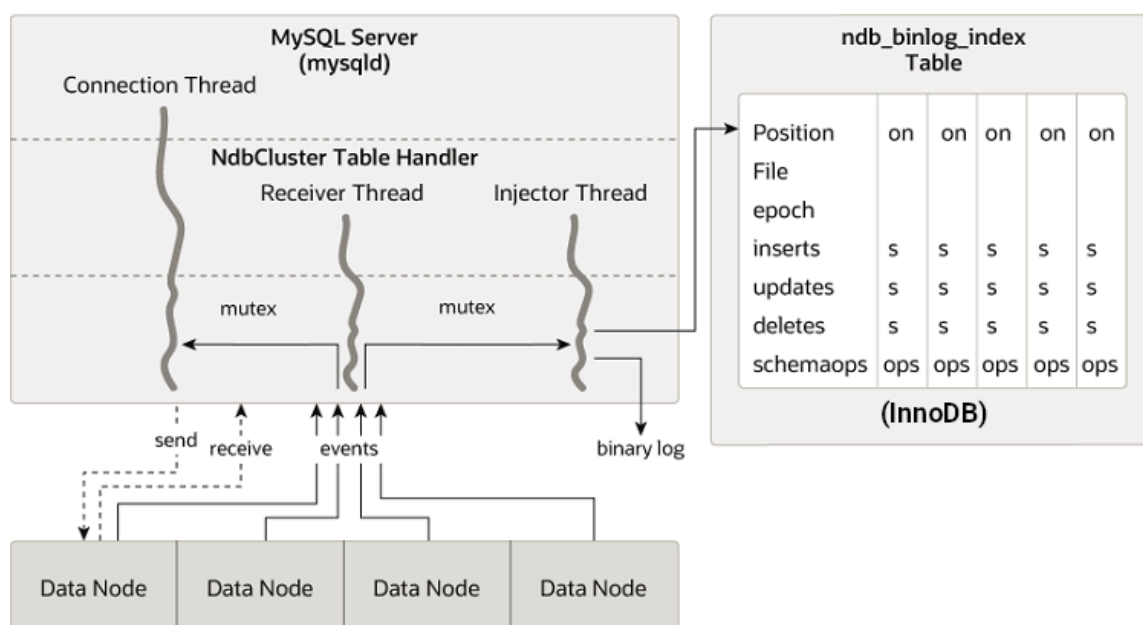 MySQL Server
(mysqld)
Connection Thread
NdbCluster Table Handler
Receiver Thread
Injector Thread
mutex
mutex
send
receive
events
binary log
Data Node
Data Node
Data Node
Data Node
ndb_binlog_index
Table
Position on on on on on
File
epoch
inserts s s s s s
updates s s s s s
deletes s s s s s
schemaops ops ops ops ops ops
(InnoDB)